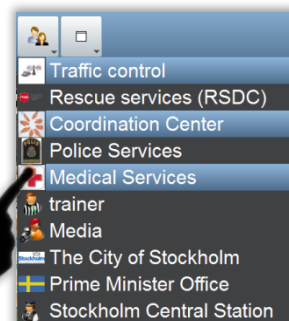 Traffic control
Rescue services (RSDC)
Coordination Center
Police Services
Medical Services
trainer
Media
Stockholm The City of Stockholm
Prime Minister Office
Stockholm Central Station